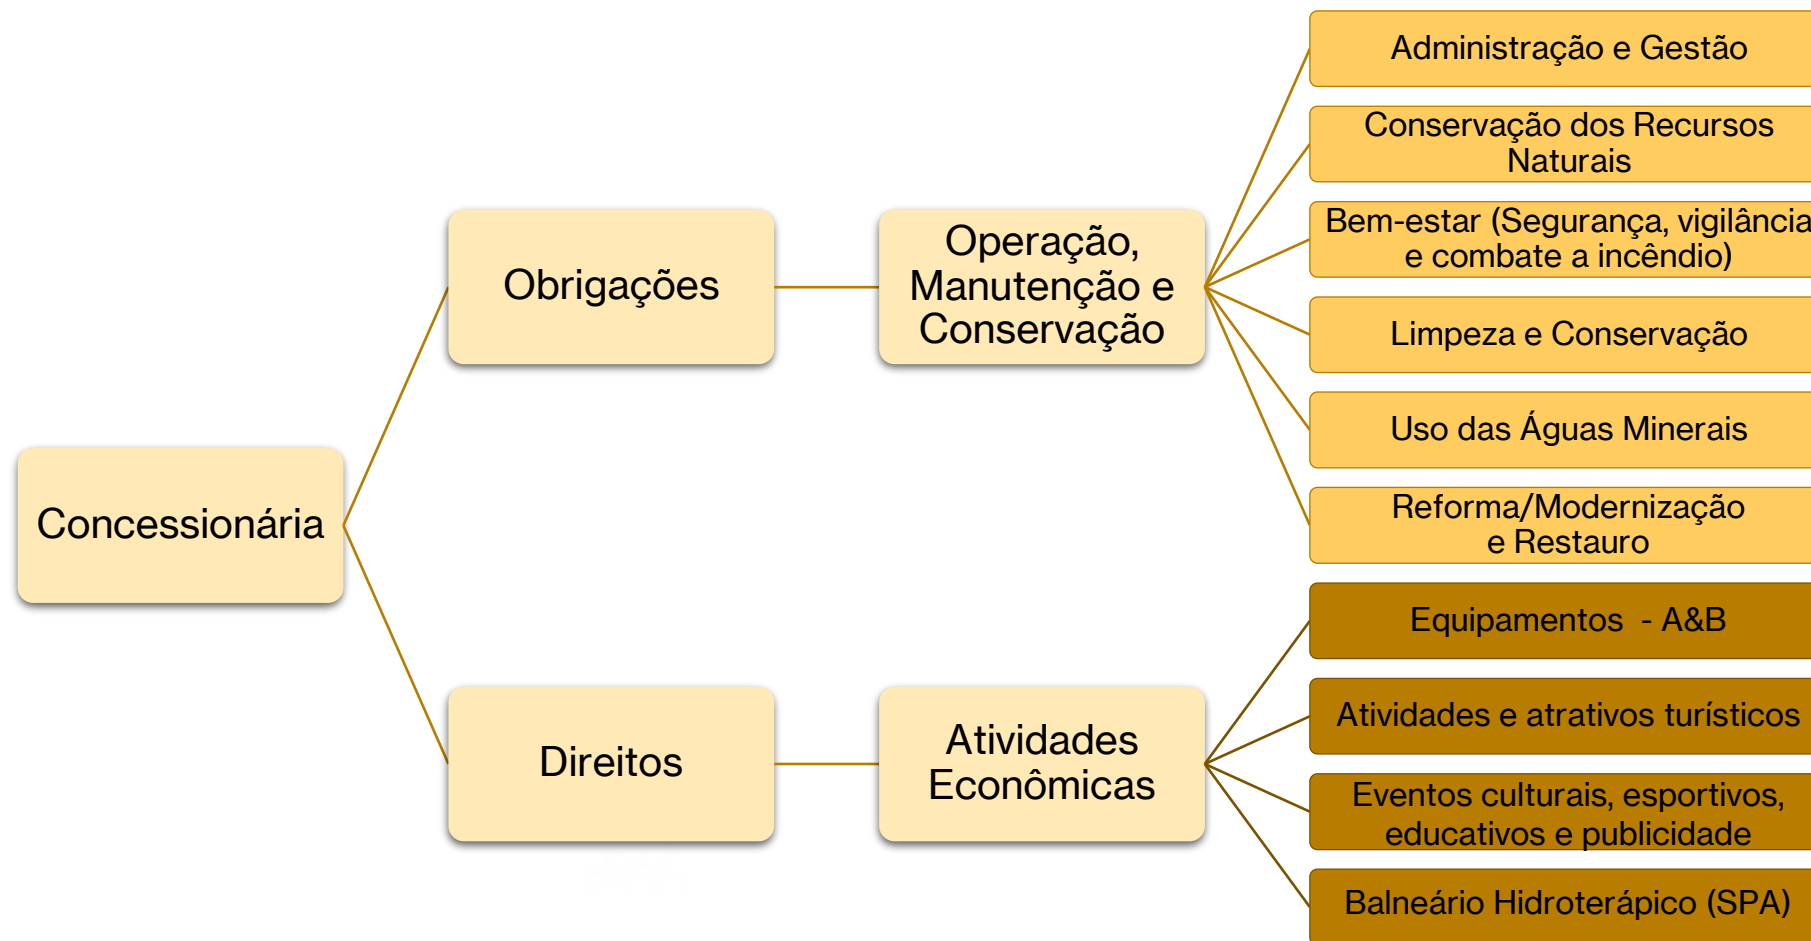 Concessionária
Obrigações
Operação,
Manutenção e
Conservação
Administração e Gestão
Conservação dos Recursos
Naturais
Bem-estar (Segurança, vigilância
e combate a incêndio)
Limpeza e Conservação
Uso das Águas Minerais
Reforma/Modernização
e Restauro
Direitos
Atividades
Econômicas
Equipamentos  - A&B
Atividades e atrativos turísticos
Eventos culturais, esportivos,
educativos e publicidade
Balneário Hidroterápico (SPA)